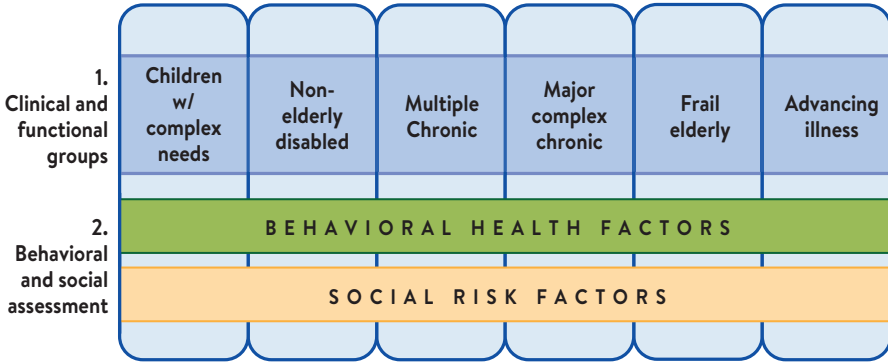 1.
Clinical and
functional
groups
Children
w/
complex
needs
Non-
elderly
disabled
Multiple
Chronic
Major
complex
chronic
Frail
elderly
Advancing
illness
2.
Behavioral
and social
assessment
BEHAVIORAL HEALTH FACTORS
SOCIAL RISK FACTORS